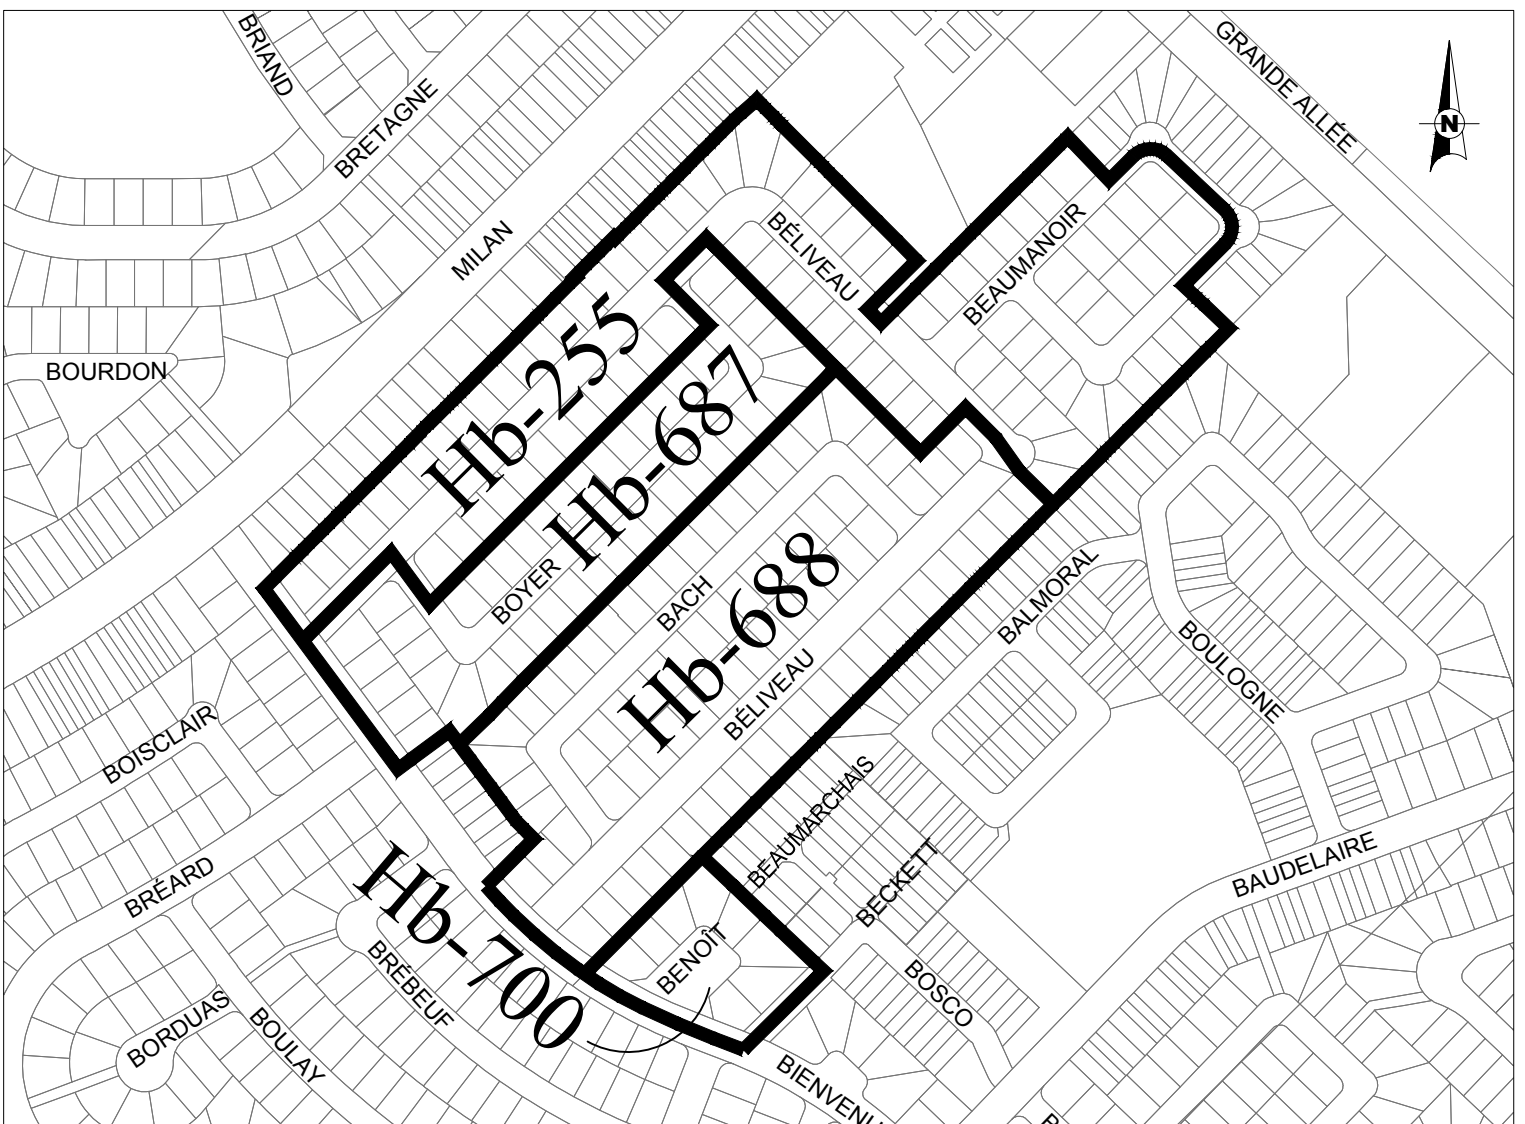 BRIAND
BRETAGNE
GRANDE ALLÉE
N
MILAN
BÉLIVEAU
BEAUMANOIR
BOURDON
Hb-255
Hb-687
BOYER
BACH
Hb-688
BÉLIVEAU
BALMORAL
BOULOGNE
BOISCLAIR
BEAUMARCHAIS
BECKETT
BAUDELAIRE
BRÉARD
Hb-700
BENOÎT
BRÉBEUF
BOSCO
BORDUAS
BOULAY